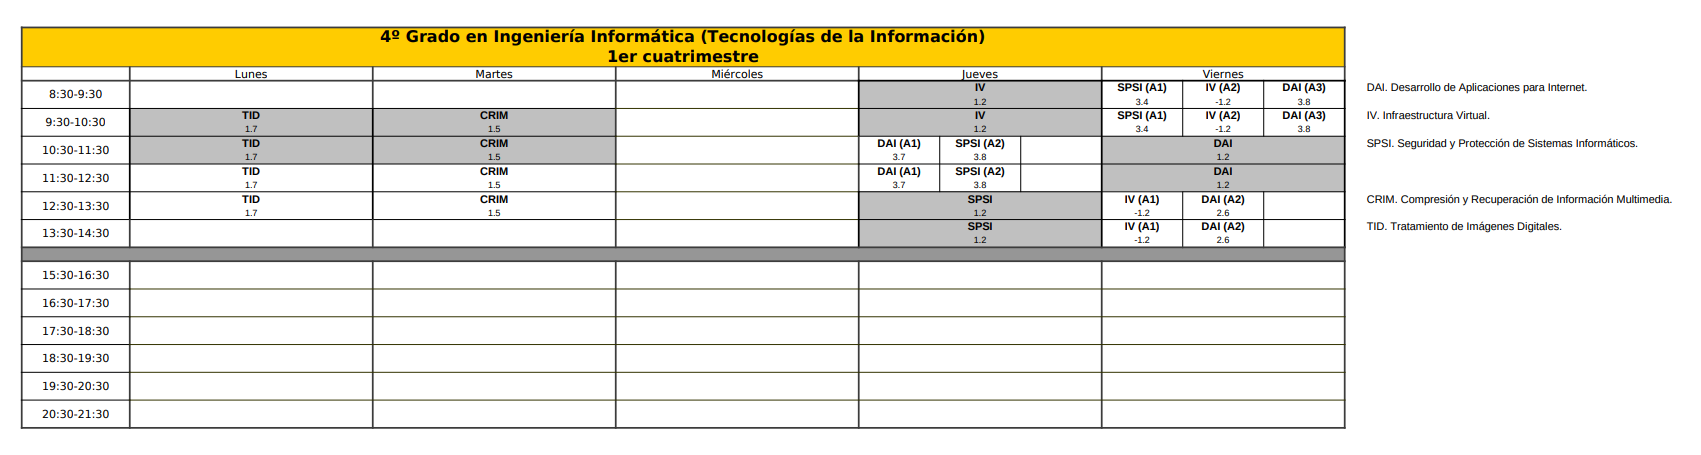 4º Grado en Ingeniería Informática (Tecnologías de la Información)
1er cuatrimestre
Lunes Martes Miércoles Jueves Viernes
8:30-9:30 IV SPSI (A1) IV (A2) DAI (A3) DAI. Desarrollo de Aplicaciones para Internet.
1.2 3.4 -1.2 3.8
9:30-10:30 TID CRIM IV SPSI (A1) IV (A2) DAI (A3) IV. Infraestructura Virtual.
1.7 1.5 1.2 3.4 -1.2 3.8
10:30-11:30 TID CRIM DAI (A1) SPSI (A2) DAI SPSI. Seguridad y Protección de Sistemas Informáticos.
1.7 1.5 3.7 3.8 1.2
11:30-12:30 TID CRIM DAI (A1) SPSI (A2) DAI
1.7 1.5 3.7 3.8 1.2
12:30-13:30 TID CRIM SPSI IV (A1) DAI (A2) CRIM. Compresión y Recuperación de Información Multimedia.
1.7 1.5 1.2 -1.2 2.6
13:30-14:30 SPSI IV (A1) DAI (A2) TID. Tratamiento de Imágenes Digitales.
1.2 -1.2 2.6
15:30-16:30
16:30-17:30
17:30-18:30
18:30-19:30
19:30-20:30
20:30-21:30